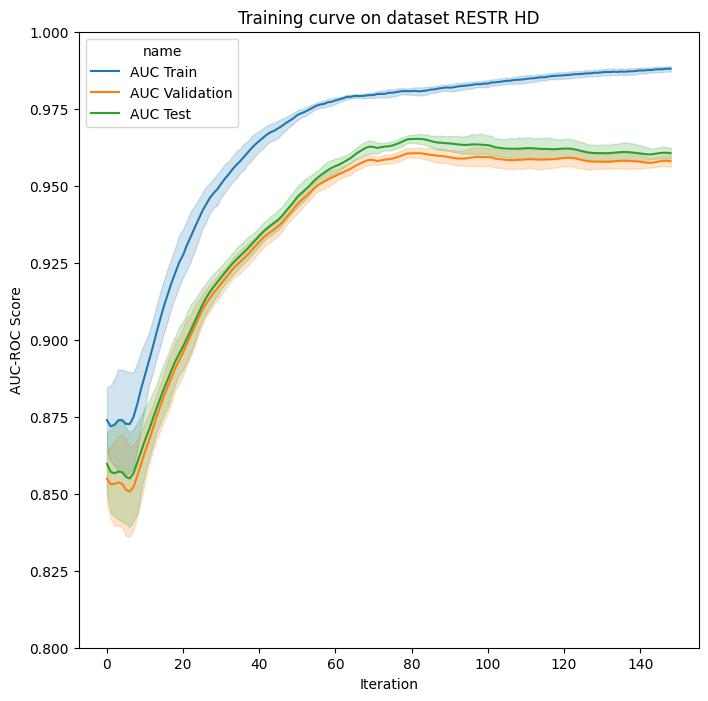 Training curve on dataset RESTR HD
name
AUC Train
AUC Validation
AUC Test
AUC-ROC Score
1.000
0.975
0.950
0.925
0.900
0.875
0.850
0.825
0.800
0 20 40 60 80 100 120 140
Iteration